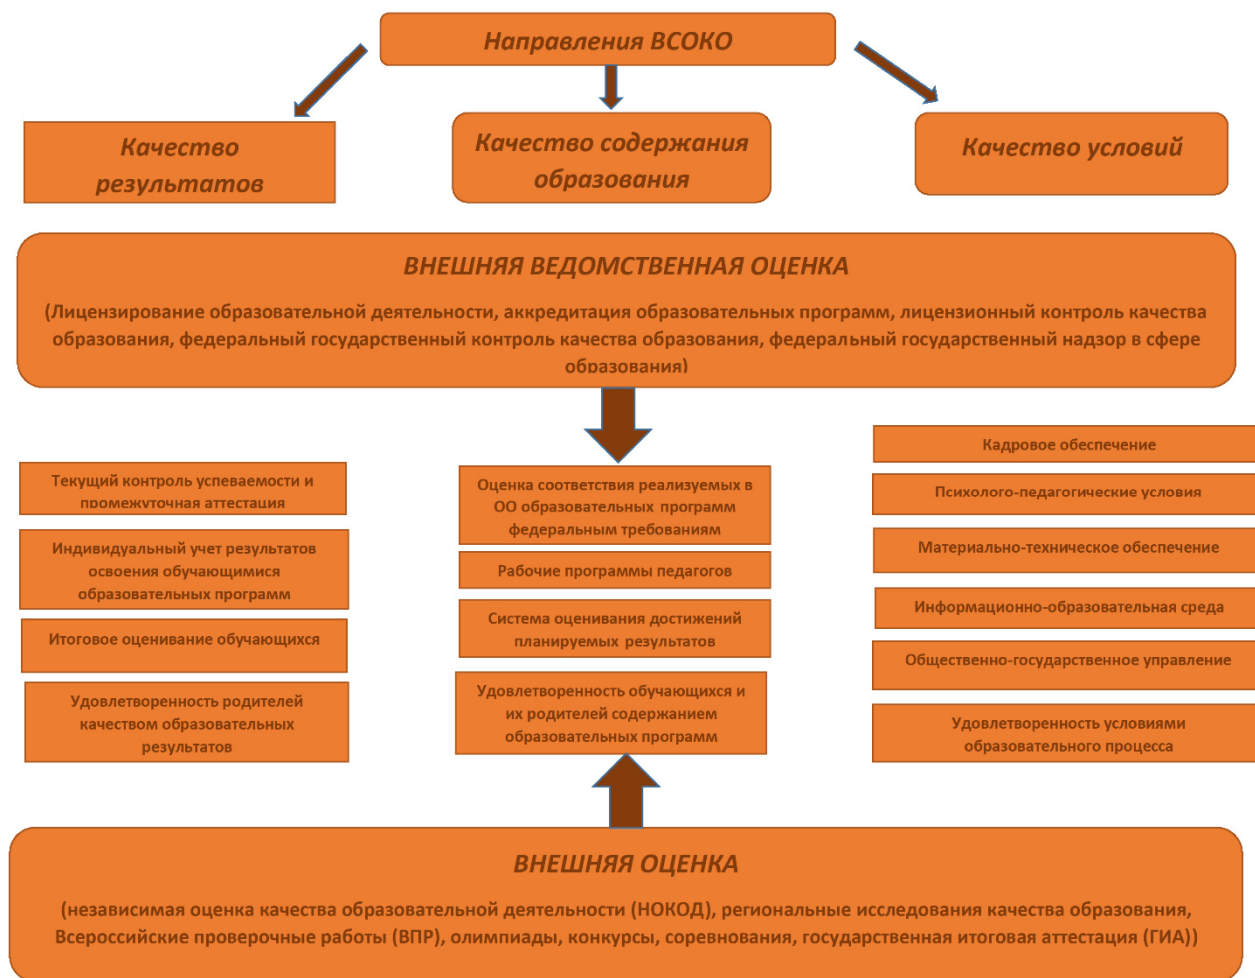 Направления ВСОКО
Качество
результатов
Качество содержания
образования
Качество условий
ВНЕШНЯЯ ВЕДОМСТВЕННАЯ ОЦЕНКА
(Лицензирование образовательной деятельности, аккредитация образовательных программ, лицензионный контроль качества
образования, федеральный государственный контроль качества образования, федеральный государственный надзор в сфере
образования)
Текущий контроль успеваемости и
промежуточная аттестация
Индивидуальный учет результатов
освоения обучающимися
образовательных программ
Итоговое оценивание обучающихся
Удовлетворенность родителей
качеством образовательных
результатов
Оценка соответствия реализуемых в
ОО образовательных программ
федеральным требованиям
Рабочие программы педагогов
Система оценивания достижений
планируемых результатов
Удовлетворенность обучающихся и
их родителей содержанием
образовательных программ
Кадровое обеспечение
Психолого-педагогические условия
Материально-техническое обеспечение
Информационно-образовательная среда
Общественно-государственное управление
Удовлетворенность условиями
образовательного процесса
ВНЕШНЯЯ ОЦЕНКА
(независимая оценка качества образовательной деятельности (НОКОД), региональные исследования качества образования,
Всероссийские проверочные работы (ВПР), олимпиады, конкурсы, соревнования, государственная итоговая аттестация (ГИА))